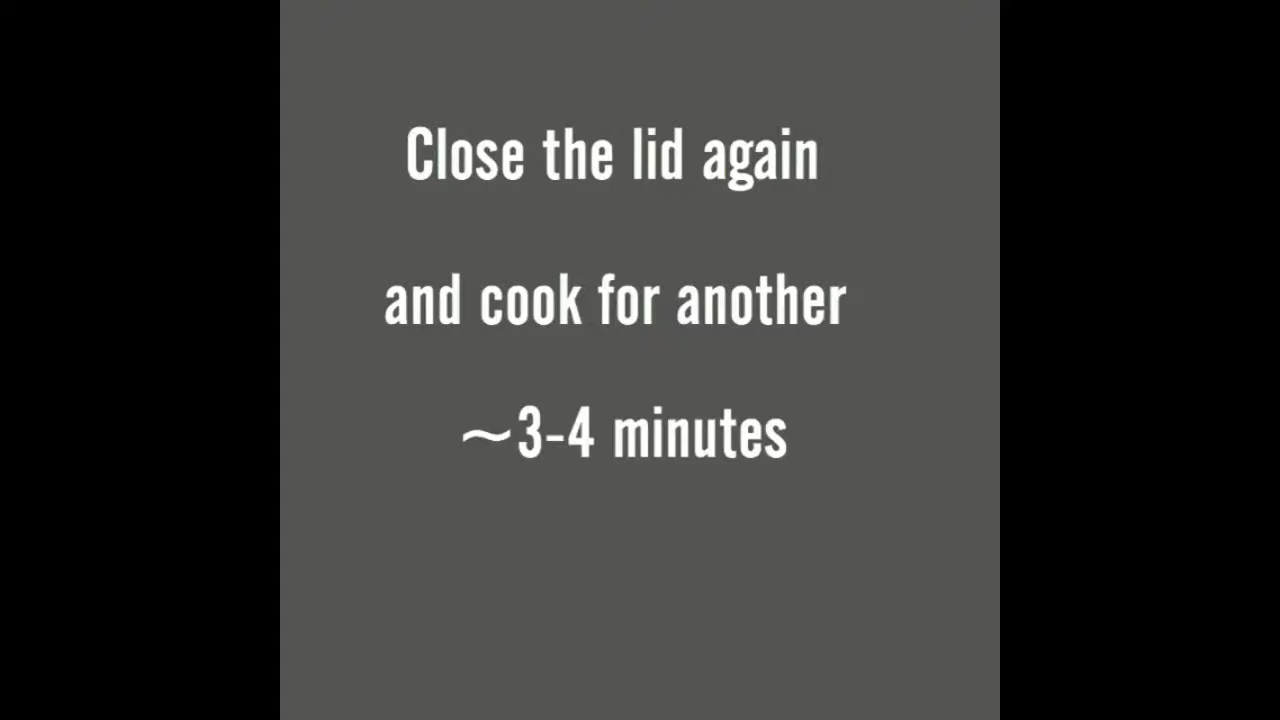 Close the lid again
and cook for another
~3-4 minutes